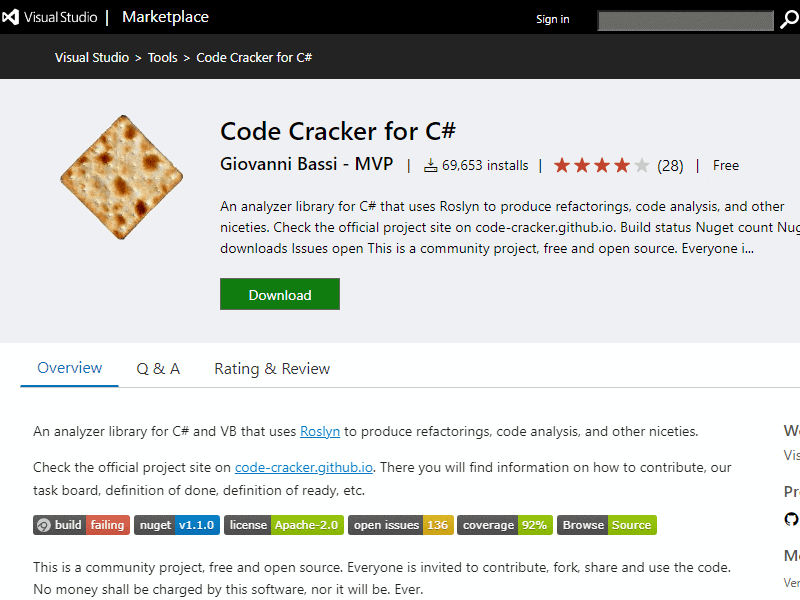 Visual Studio | Marketplace
Sign in
Visual Studio > Tools > Code Cracker for C#
Code Cracker for C#
Giovanni Bassi - MVP | 69,653 installs | (28) | Free
An analyzer library for C# that uses Roslyn to produce refactorings, code analysis, and other
niceties. Check the official project site on code-cracker.github.io. Build status Nuget count Nug
downloads Issues open This is a community project, free and open source. Everyone i...
Download
Overview Q & A Rating & Review
An analyzer library for C# and VB that uses Roslyn to produce refactorings, code analysis, and other niceties.
Check the official project site on code-cracker.github.io. There you will find information on how to contribute, our
task board, definition of done, definition of ready, etc.
build failing nuget v1.1.0 license Apache-2.0 open issues 136 coverage 92% Browse Source
This is a community project, free and open source. Everyone is invited to contribute, fork, share and use the code.
No money shall be charged by this software, nor it will be. Ever.
Vis
Pr
Ver